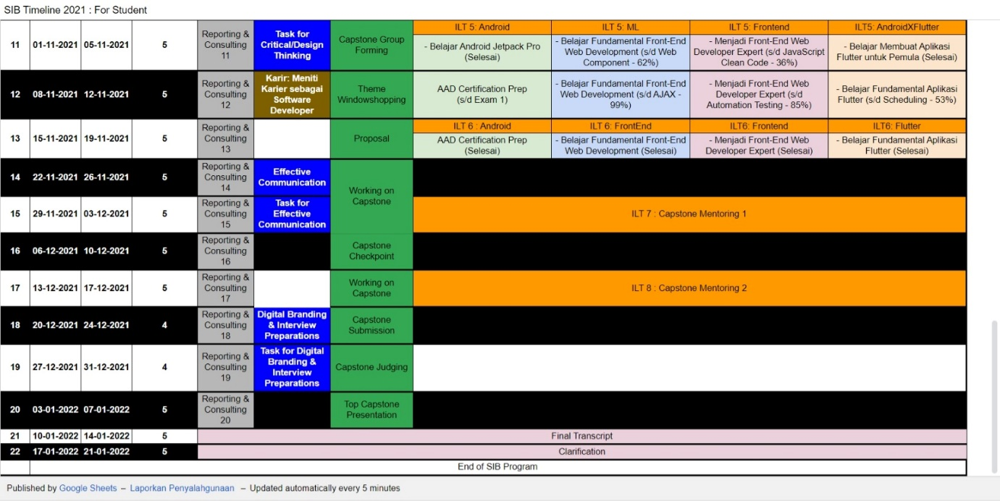 SIB Timeline 2021 : For Student
ILT 5: Android ILT 5: ML ILT 5: Frontend ILT5: AndroidXFlutter
11 01-11-2021 05-11-2021 5
Reporting &
Consulting
11
Task for
Critical/Design
Thinking
Capstone Group
Forming
- Belajar Android Jetpack Pro
(Selesai)
- Belajar Fundamental Front-End
Web Development (s/d Web
Component - 62%)
- Menjadi Front-End Web
Developer Expert (s/d JavaScript
Clean Code - 36%)
- Belajar Membuat Aplikasi
Flutter untuk Pemula (Selesai)
12 08-11-2021 12-11-2021 5
Reporting &
Consulting
12
Karir: Meniti
Karier sebagai
Software
Developer
Theme
Windowshopping
AAD Certification Prep
(s/d Exam 1)
- Belajar Fundamental Front-End
Web Development (s/d AJAX -
99%)
- Menjadi Front-End Web
Developer Expert (s/d
Automation Testing - 85%)
- Belajar Fundamental Aplikasi
Flutter (s/d Scheduling - 53%)
13 15-11-2021 19-11-2021 5
Reporting &
Consulting
13
Proposal
ILT 6 : Android ILT 6: FrontEnd ILT6: Frontend ILT6: Flutter
AAD Certification Prep
(Selesai)
- Belajar Fundamental Front-End
Web Development (Selesai)
- Menjadi Front-End Web
Developer Expert (Selesai)
- Belajar Fundamental Aplikasi
Flutter (Selesai)
14 22-11-2021 26-11-2021 5
Reporting &
Consulting
14
Effective
Communication
Working on
Capstone
15 29-11-2021 03-12-2021 5
Reporting &
Consulting
15
Task for
Effective
Communication
ILT 7 : Capstone Mentoring 1
16 06-12-2021 10-12-2021 5
Reporting &
Consulting
16
Capstone
Checkpoint
17 13-12-2021 17-12-2021 5
Reporting &
Consulting
17
Working on
Capstone
ILT 8 : Capstone Mentoring 2
18 20-12-2021 24-12-2021 4
Reporting &
Consulting
18
Digital Branding
& Interview
Preparations
Capstone
Submission
19 27-12-2021 31-12-2021 4
Reporting &
Consulting
19
Task for Digital
Branding &
Interview
Preparations
Capstone Judging
20 03-01-2022 07-01-2022 5
Reporting &
Consulting
20
Top Capstone
Presentation
21 10-01-2022 14-01-2022 5 Final Transcript
22 17-01-2022 21-01-2022 5 Clarification
End of SIB Program
Published by Google Sheets – Laporkan Penyalahgunaan – Updated automatically every 5 minutes